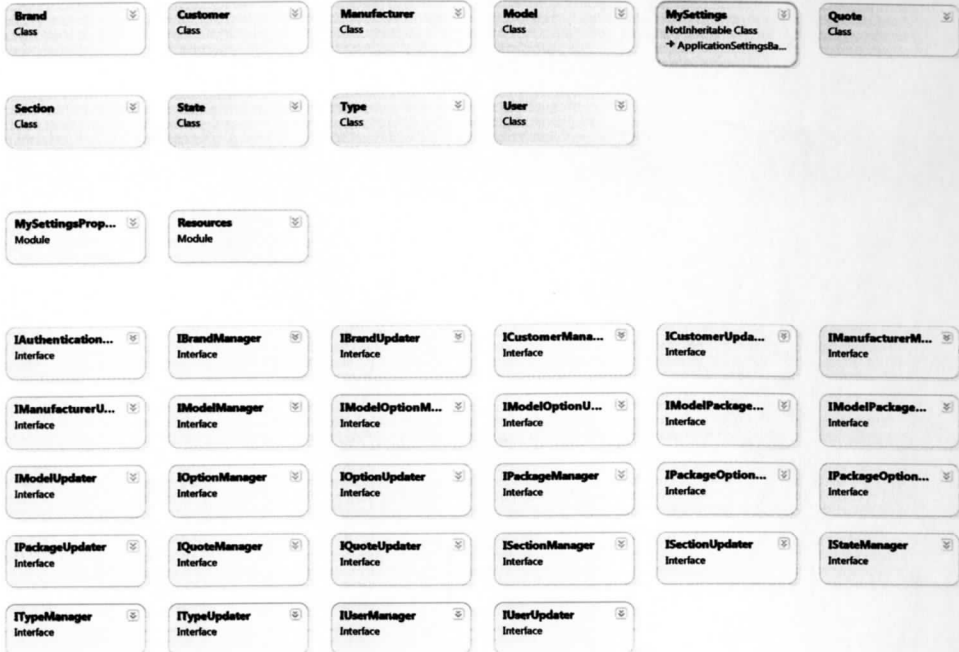 Brand
Class
Customer
Class
Manufacturer
Class
Model
Class
MySettings
NotInheritable Class
ApplicationSettingsBa...
Quote
Class
Section
Class
State
Class
Type
Class
User
Class
MySettingsProp...
Module
Resources
Module
IAuthentication...
Interface
IBrandManager
Interface
IBrandUpdater
Interface
ICustomerMana...
Interface
ICustomerUpda...
Interface
IManufacturerM...
Interface
IManufacturerU...
Interface
IModelManager
Interface
IModelOptionM...
Interface
IModelOptionU...
Interface
IModelPackage...
Interface
IModelPackage...
Interface
IModelUpdater
Interface
IOptionManager
Interface
IOptionUpdater
Interface
IPackageManager
Interface
IPackageOption...
Interface
IPackageOption...
Interface
IPackageUpdater
Interface
IQuoteManager
Interface
IQuoteUpdater
Interface
ISectionManager
Interface
ISectionUpdater
Interface
IStateManager
Interface
ITypeManager
Interface
ITypeUpdater
Interface
IUserManager
Interface
IUserUpdater
Interface